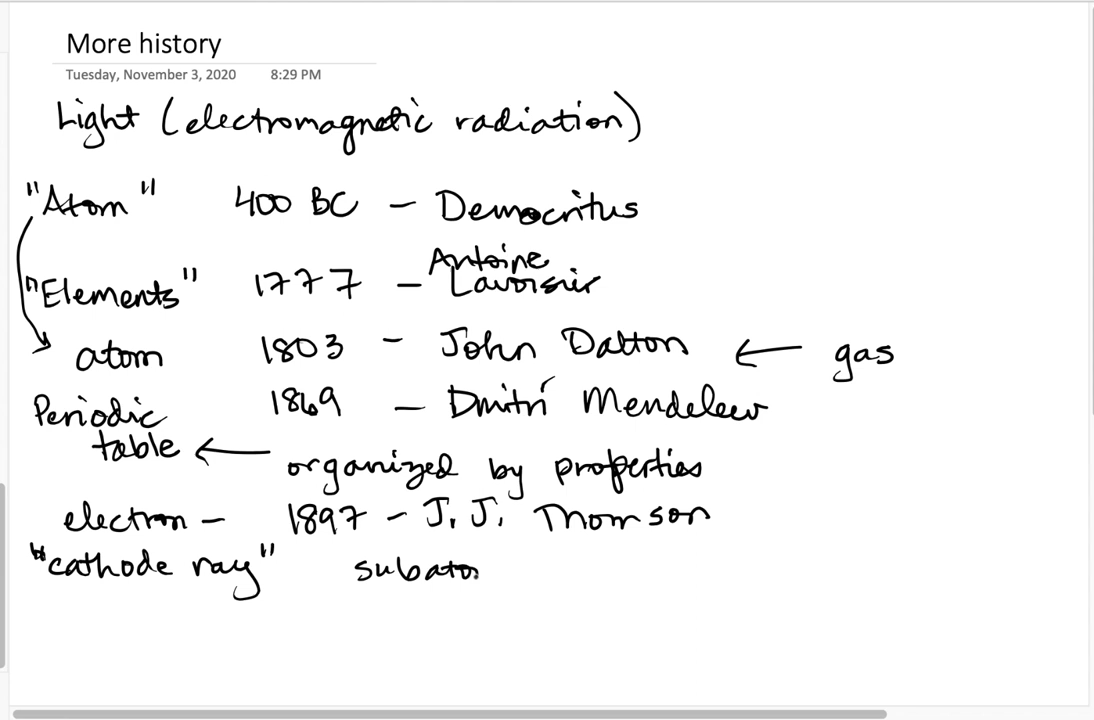 More history
Tuesday, November 3, 2020 8:29 PM
Light (electromagnetic radiation)
"Atom" 400 BC - Democritus
Antoine
"Elements" 1777 - Lavoisier
atom 1803 - John Dalton ← gas
Periodic 1869 - Dmitri Mendeleev
table ← organized by properties
electron - 1897 - J. J. Thomson
"cathode ray" subato